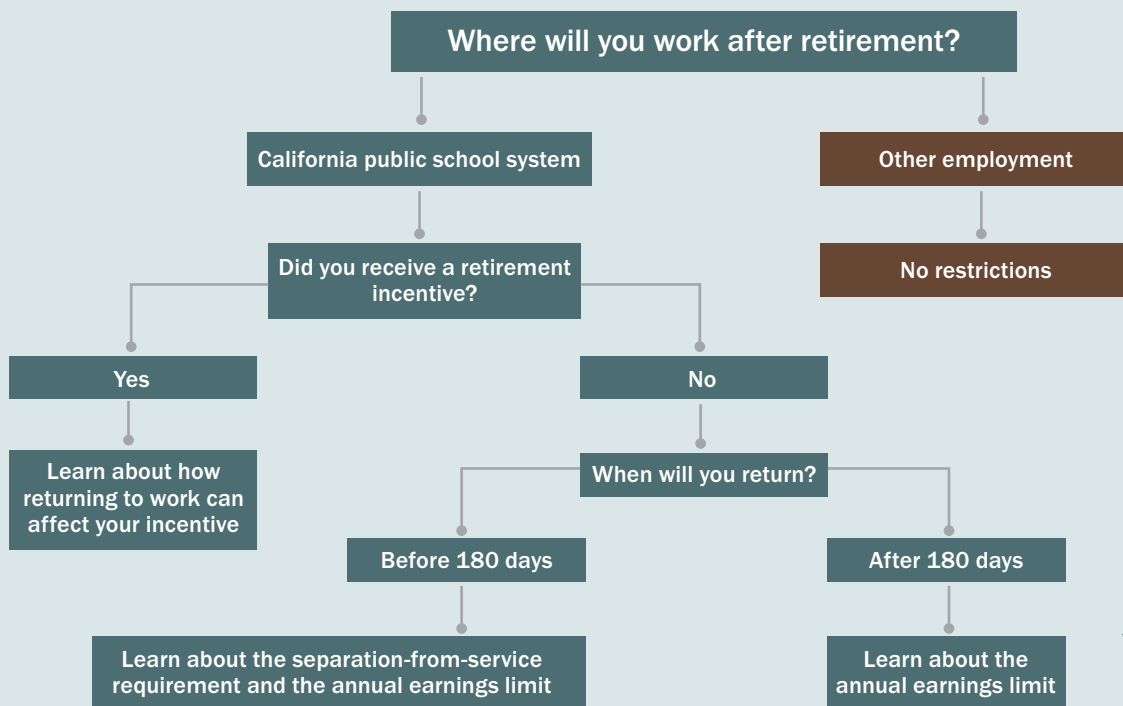 Where will you work after retirement?
California public school system
Other employment
Did you receive a retirement
incentive?
No restrictions
Yes
No
Learn about how
returning to work can
affect your incentive
When will you return?
Before 180 days
After 180 days
Learn about the separation-from-service
requirement and the annual earnings limit
Learn about the
annual earnings limit